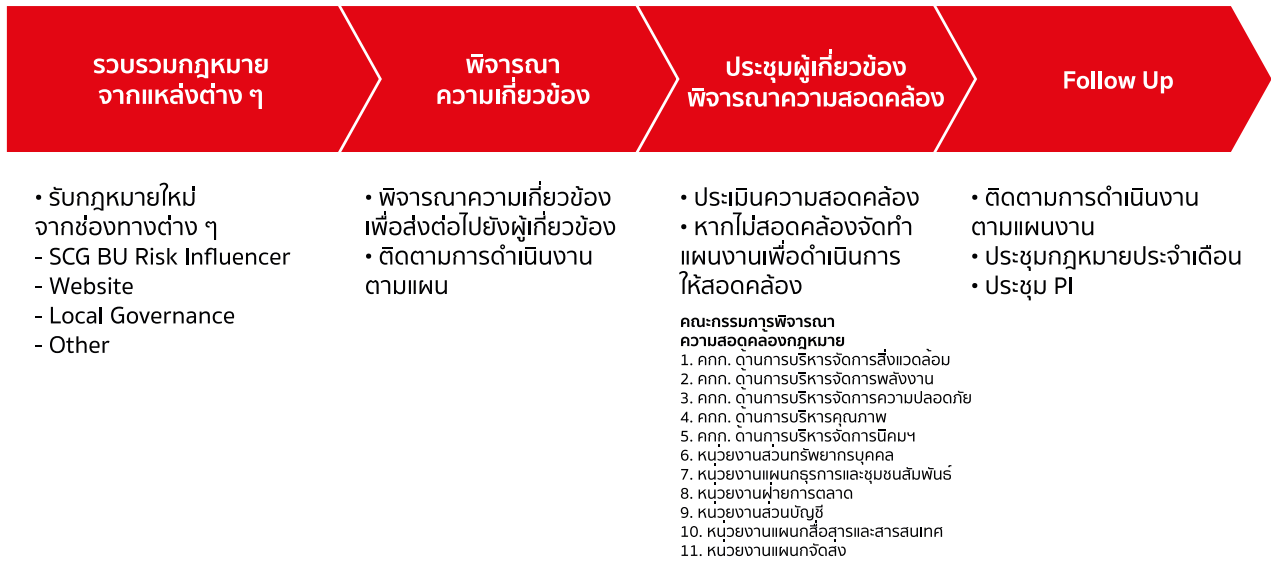 รวบรวมกฎหมาย
จากแหล่งต่าง ๆ
พิจารณา
ความเกี่ยวข้อง
ประชุมผู้เกี่ยวข้อง
พิจารณาความสอดคล้อง
Follow Up
• รับกฎหมายใหม่
จากช่องทางต่าง ๆ
- SCG BU Risk Influencer
- Website
- Local Governance
- Other
• พิจารณาความเกี่ยวข้อง
เพื่อส่งต่อไปยังผู้เกี่ยวข้อง
• ติดตามการดำเนินงาน
ตามแผน
• ประเมินความสอดคล้อง
• หากไม่สอดคล้องจัดทำ
แผนงานเพื่อดำเนินการ
ให้สอดคล้อง
คณะกรรมการพิจารณา
ความสอดคล้องกฎหมาย
1. คกก. ด้านการบริหารจัดการสิ่งแวดล้อม
2. คกก. ด้านการบริหารจัดการพลังงาน
3. คกก. ด้านการบริหารจัดการความปลอดภัย
4. คกก. ด้านการบริหารคุณภาพ
5. คกก. ด้านการบริหารจัดการนิคมฯ
6. หน่วยงานส่วนทรัพยากรบุคคล
7. หน่วยงานแผนกธุรการและชุมชนสัมพันธ์
8. หน่วยงานฝ่ายการตลาด
9. หน่วยงานส่วนบัญชี
10. หน่วยงานแผนกสื่อสารและสารสนเทศ
11. หน่วยงานแผนกจัดส่ง
• ติดตามการดำเนินงาน
ตามแผนงาน
• ประชุมกฎหมายประจำเดือน
• ประชุม PI